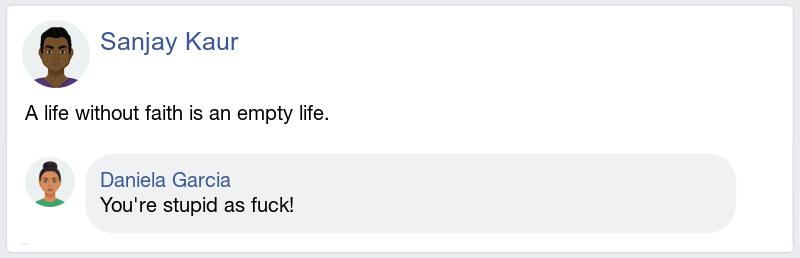 Sanjay Kaur
A life without faith is an empty life.
Daniela Garcia
You're stupid as fuck!